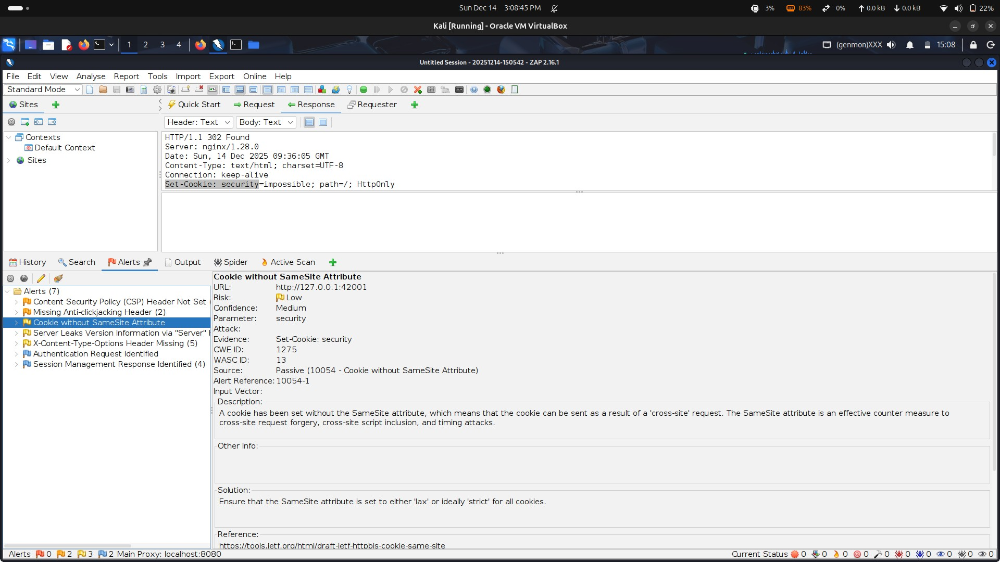 Sun Dec 14 3:08:45 PM
3% 83% 0% 0.0 kB 0.0 kB 22%
Kali [Running] - Oracle VM VirtualBox
1 2 3 4
(genmon)XXX 15:08
Untitled Session - 20251214-150542 - ZAP 2.16.1
File Edit View Analyse Report Tools Import Export Online Help
Standard Mode
Sites
Quick Start Request Response Requester
Header: Text Body: Text
Contexts
Default Context
Sites
HTTP/1.1 302 Found
Server: nginx/1.28.0
Date: Sun, 14 Dec 2025 09:36:05 GMT
Content-Type: text/html; charset=UTF-8
Connection: keep-alive
Set-Cookie: security=impossible; path=/; HttpOnly
History Search Alerts Output Spider Active Scan
Alerts (7)
Content Security Policy (CSP) Header Not Set (
Missing Anti-clickjacking Header (2)
Cookie without SameSite Attribute
Server Leaks Version Information via "Server" H
X-Content-Type-Options Header Missing (5)
Authentication Request Identified
Session Management Response Identified (4)
Cookie without SameSite Attribute
URL: http://127.0.0.1:42001
Risk: Low
Confidence: Medium
Parameter: security
Attack:
Evidence: Set-Cookie: security
CWE ID: 1275
WASC ID: 13
Source: Passive (10054 - Cookie without SameSite Attribute)
Alert Reference: 10054-1
Input Vector:
Description:
A cookie has been set without the SameSite attribute, which means that the cookie can be sent as a result of a 'cross-site' request. The SameSite attribute is an effective counter measure to
cross-site request forgery, cross-site script inclusion, and timing attacks.
Other Info:
Solution:
Ensure that the SameSite attribute is set to either 'lax' or ideally 'strict' for all cookies.
Reference:
https://tools.ietf.org/html/draft-ietf-httpbis-cookie-same-site
Alerts 0 2 3 2 Main Proxy: localhost:8080
Current Status 0 0 0 0 0 0 0 0 0 0